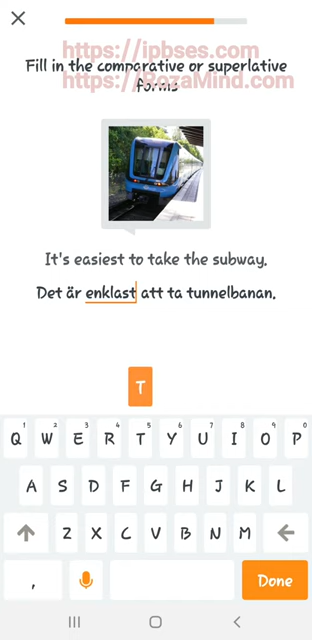 https://ipbses.com
Fill in the comparative or superlative
https://RozaMind.com
forms
It's easiest to take the subway.
Det är enklast att ta tunnelbanan.
T
1 2 3 4 5 6 7 8 9 0
Q W E R T Y U I O P
A S D F G H J K L
Z X C V B N M
, Done